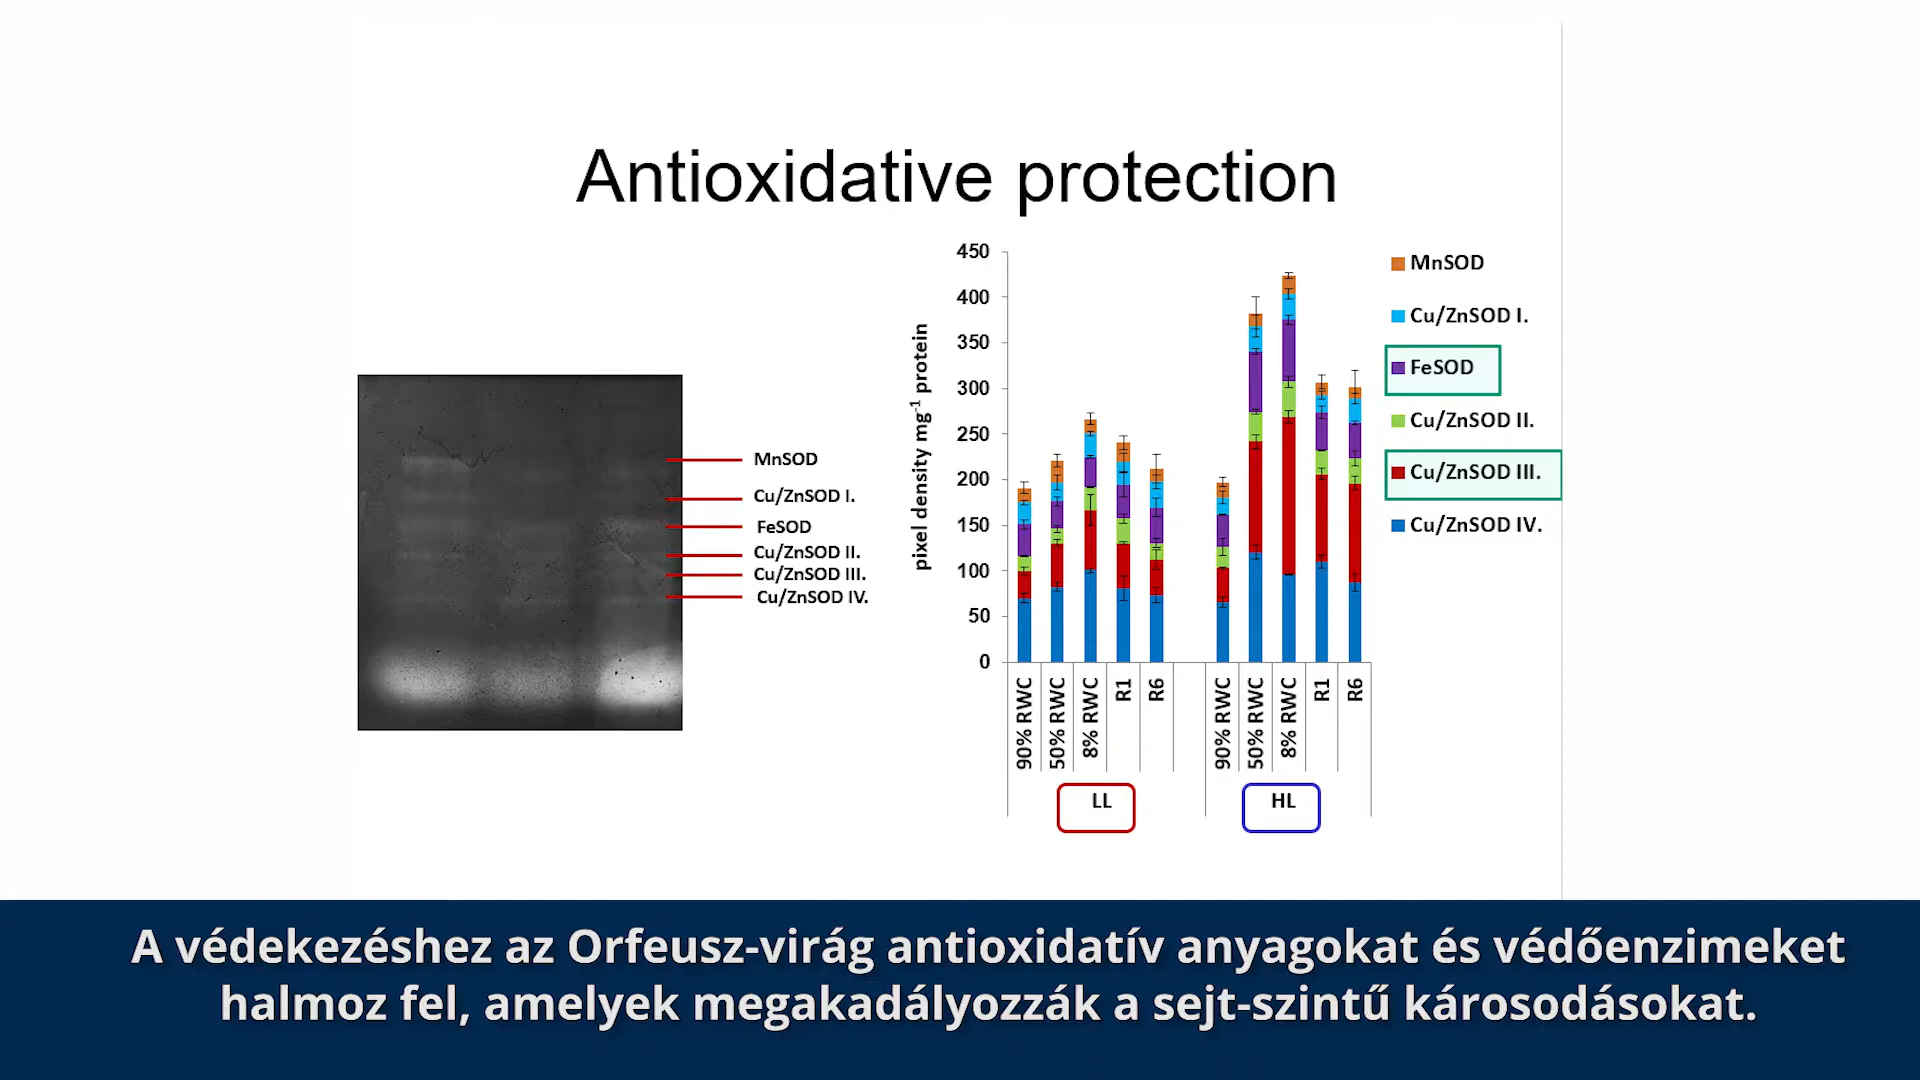 Antioxidative protection
MnSOD
Cu/ZnSOD I.
FeSOD
Cu/ZnSOD II.
Cu/ZnSOD III.
Cu/ZnSOD IV.
pixel density mg⁻¹ protein
450
400
350
300
250
200
150
100
50
0
90% RWC
50% RWC
8% RWC
R1
R6
90% RWC
50% RWC
8% RWC
R1
R6
LL
HL
MnSOD
Cu/ZnSOD I.
FeSOD
Cu/ZnSOD II.
Cu/ZnSOD III.
Cu/ZnSOD IV.
A védekezéshez az Orfeusz-virág antioxidatív anyagokat és védőenzimeket
halmoz fel, amelyek megakadályozzák a sejt-szintű károsodásokat.